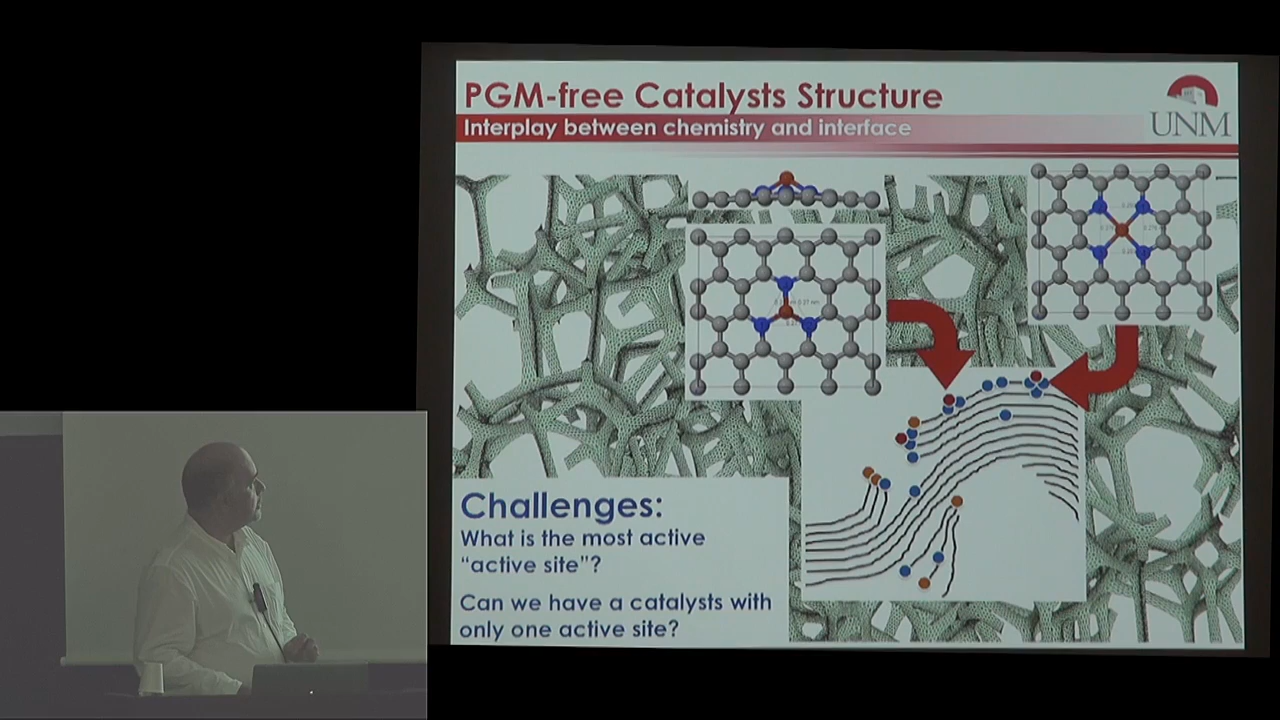 PGM-free Catalysts Structure
Interplay between chemistry and interface
UNM
Challenges:
What is the most active
“active site”?
Can we have a catalysts with
only one active site?